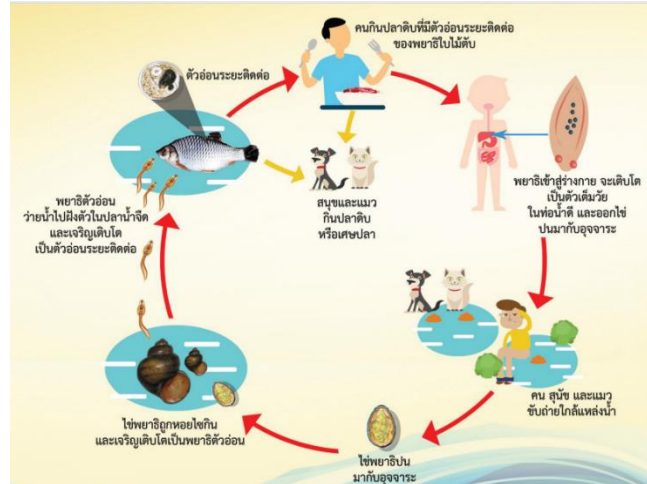 คนกินปลาดิบที่มีตัวอ่อนระยะติดต่อ
ของพยาธิใบไม้ตับ
ตัวอ่อนระยะติดต่อ
พยาธิเข้าสู่ร่างกาย จะเติบโต
เป็นตัวเต็มวัย
ในท่อน้ำดี และออกไข่
ปนมากับอุจจาระ
สนุขและแมว
กินปลาดิบ
หรือเศษปลา
พยาธิตัวอ่อน
ว่ายน้ำไปฝังตัวในปลาน้ำจืด
และเจริญเติบโต
เป็นตัวอ่อนระยะติดต่อ
คน สุนัข และแมว
ขับถ่ายใกล้แหล่งน้ำ
ไข่พยาธิถูกหอยไซกิน
และเจริญเติบโตเป็นพยาธิตัวอ่อน
ไข่พยาธิปน
มากับอุจจาระ